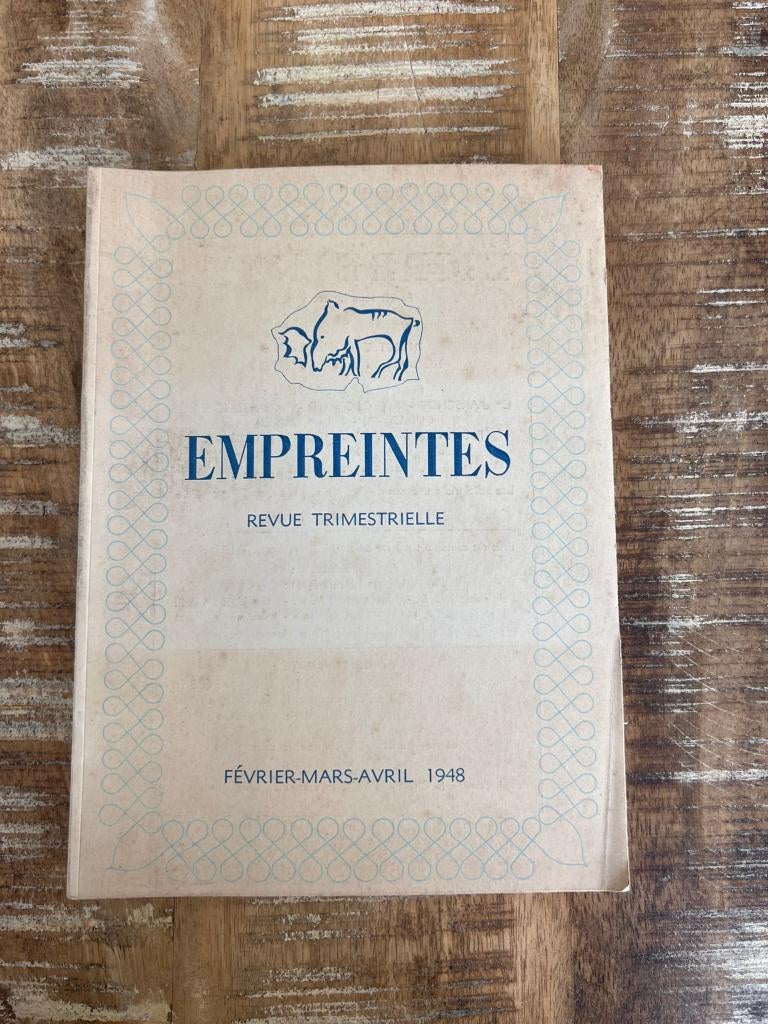 EMPREINTES
REVUE TRIMESTRIELLE
FÉVRIER-MARS-AVRIL 1948